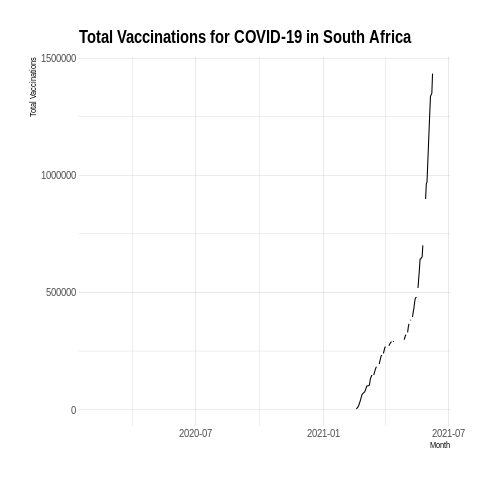 Total Vaccinations for COVID-19 in South Africa
Total Vaccinations
1500000
1000000
500000
0
2020-07
2021-01
2021-07
Month